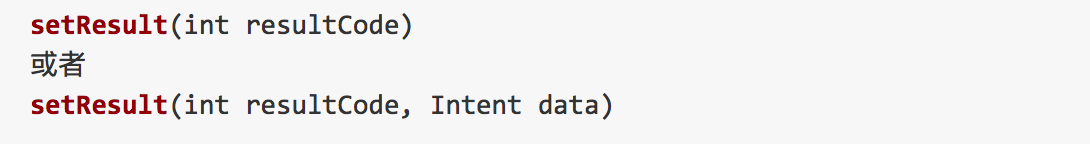 setResult(int resultCode)
或者
setResult(int resultCode, Intent data)